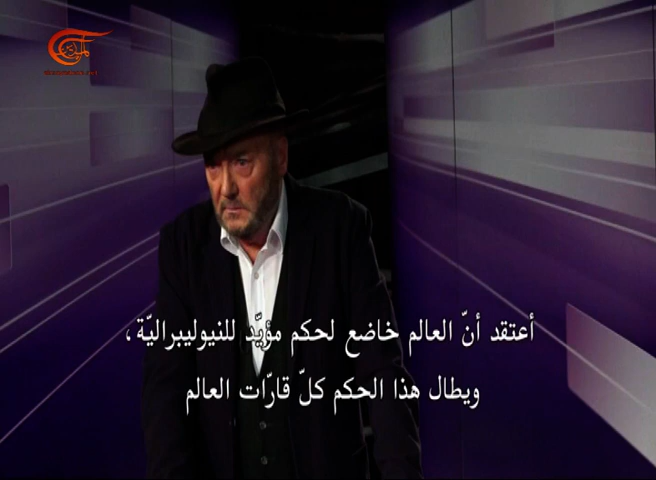 أعتقد أنّ العالم خاضع لحكم مؤيّد للنيوليبراليّة،
ويطال هذا الحكم كلّ قارّات العالم